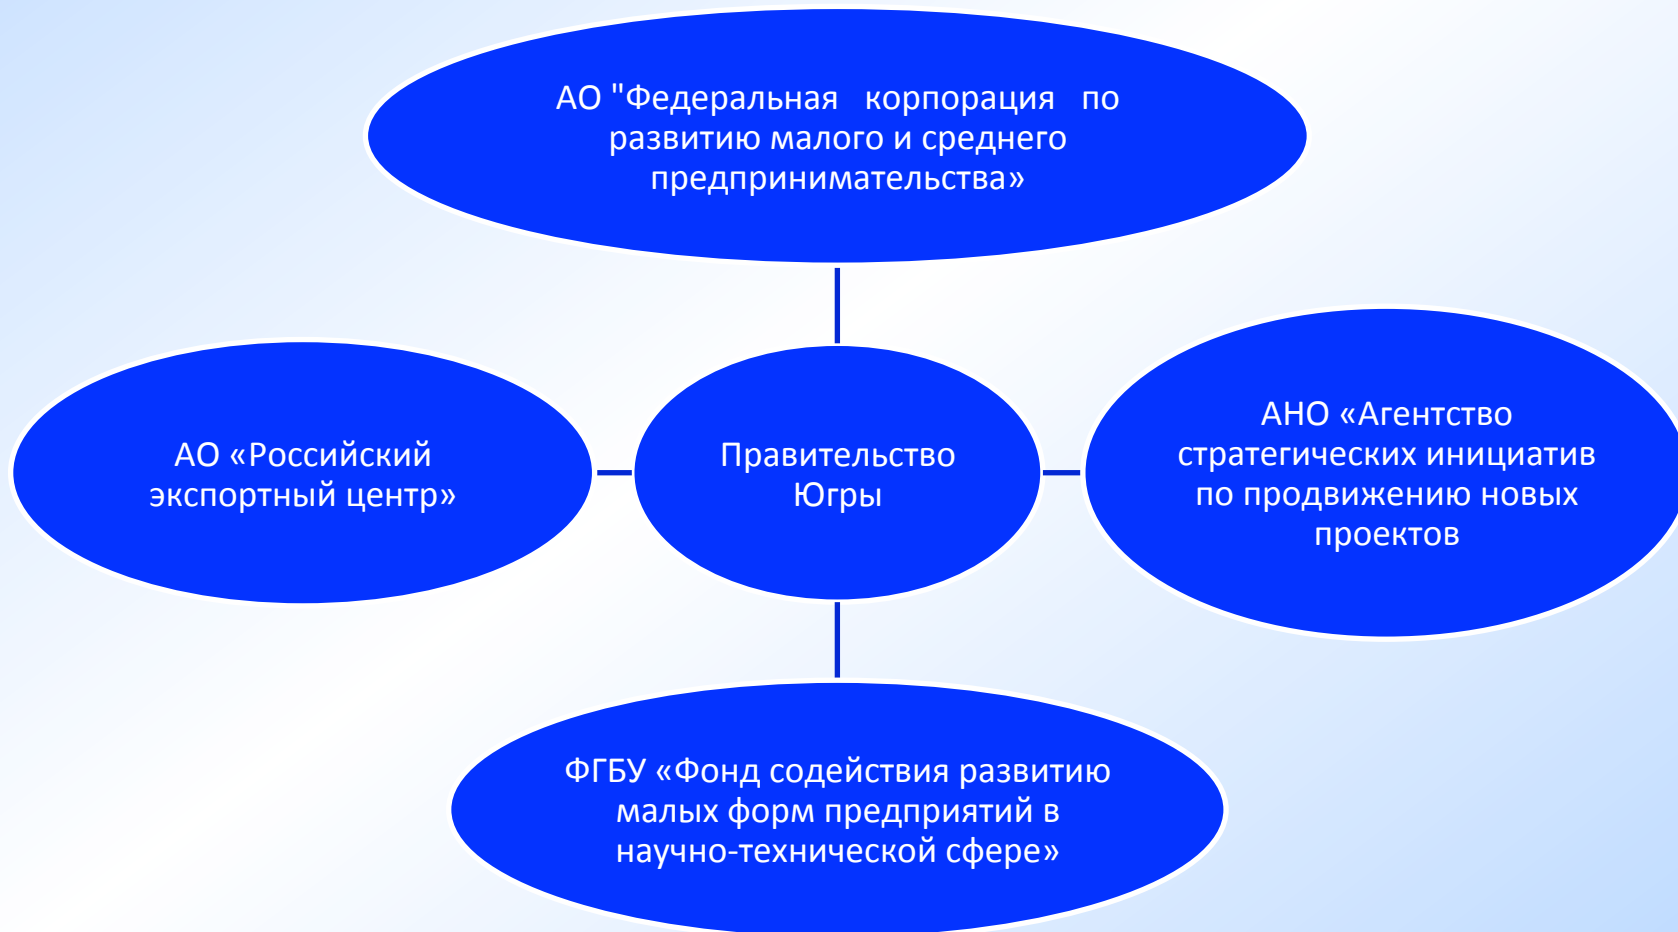 АО "Федеральная корпорация по
развитию малого и среднего
предпринимательства»
АО «Российский
экспортный центр»
Правительство
Югры
АНО «Агентство
стратегических инициатив
по продвижению новых
проектов
ФГБУ «Фонд содействия развитию
малых форм предприятий в
научно-технической сфере»